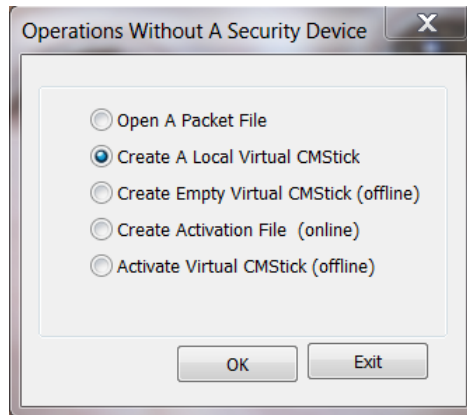 Operations Without A Security Device
X
Open A Packet File
Create A Local Virtual CMStick
Create Empty Virtual CMStick (offline)
Create Activation File (online)
Activate Virtual CMStick (offline)
OK
Exit